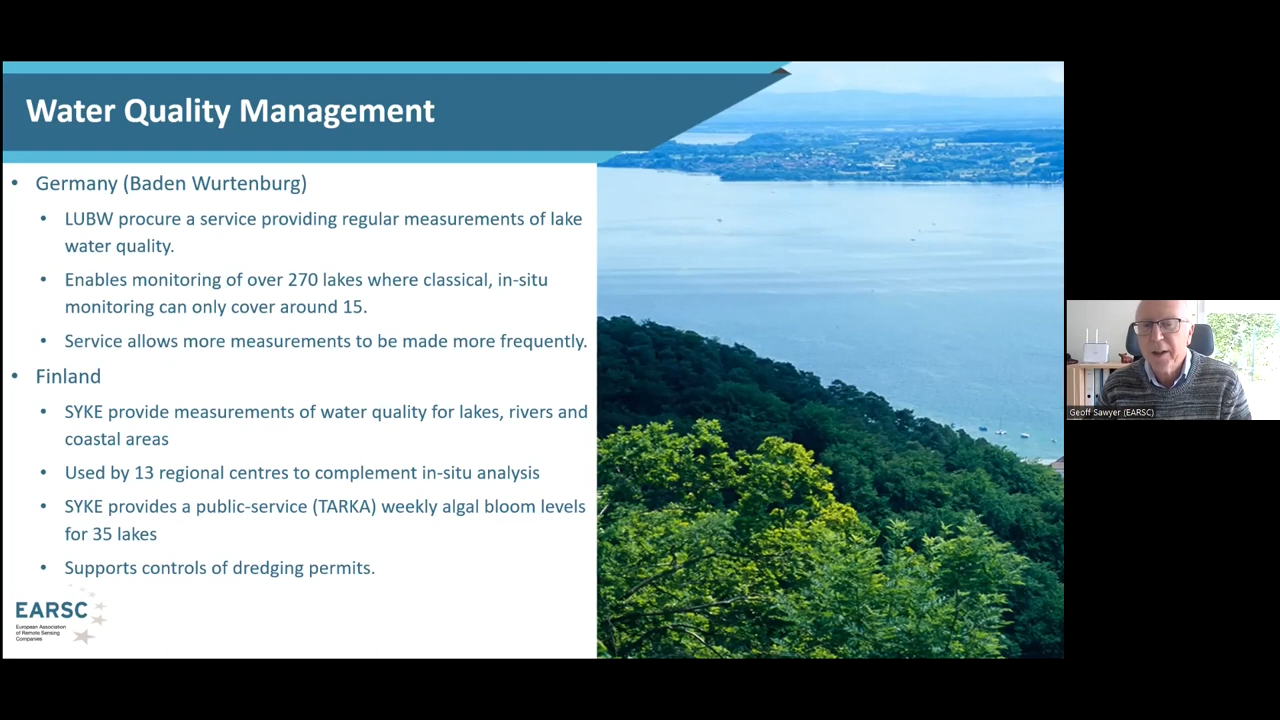 Water Quality Management
• Germany (Baden Wurtenburg)
• LUBW procure a service providing regular measurements of lake
water quality.
• Enables monitoring of over 270 lakes where classical, in-situ
monitoring can only cover around 15.
• Service allows more measurements to be made more frequently.
• Finland
• SYKE provide measurements of water quality for lakes, rivers and
coastal areas
• Used by 13 regional centres to complement in-situ analysis
• SYKE provides a public-service (TARKA) weekly algal bloom levels
for 35 lakes
• Supports controls of dredging permits.
EARSC
European Association
of Remote Sensing
Companies
Geoff Sawyer (EARSC)